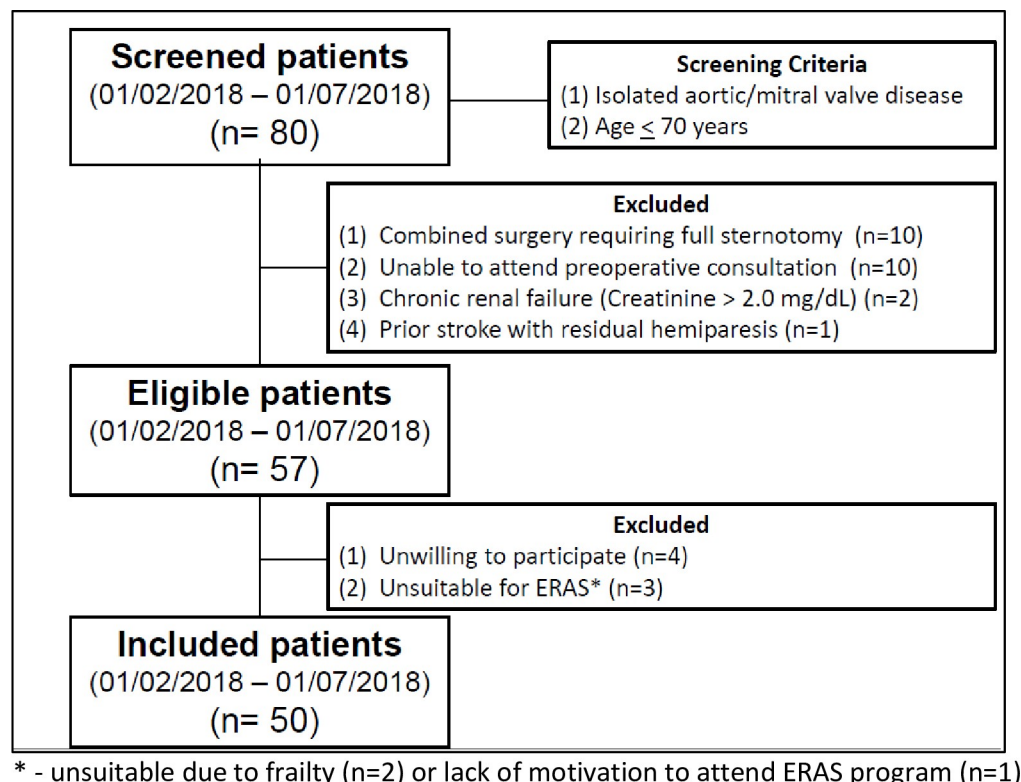 Screened patients
(01/02/2018 – 01/07/2018)
(n= 80)
Screening Criteria
(1) Isolated aortic/mitral valve disease
(2) Age ≤ 70 years
Excluded
(1) Combined surgery requiring full sternotomy (n=10)
(2) Unable to attend preoperative consultation (n=10)
(3) Chronic renal failure (Creatinine > 2.0 mg/dL) (n=2)
(4) Prior stroke with residual hemiparesis (n=1)
Eligible patients
(01/02/2018 – 01/07/2018)
(n= 57)
Excluded
(1) Unwilling to participate (n=4)
(2) Unsuitable for ERAS* (n=3)
Included patients
(01/02/2018 – 01/07/2018)
(n= 50)
* - unsuitable due to frailty (n=2) or lack of motivation to attend ERAS program (n=1)